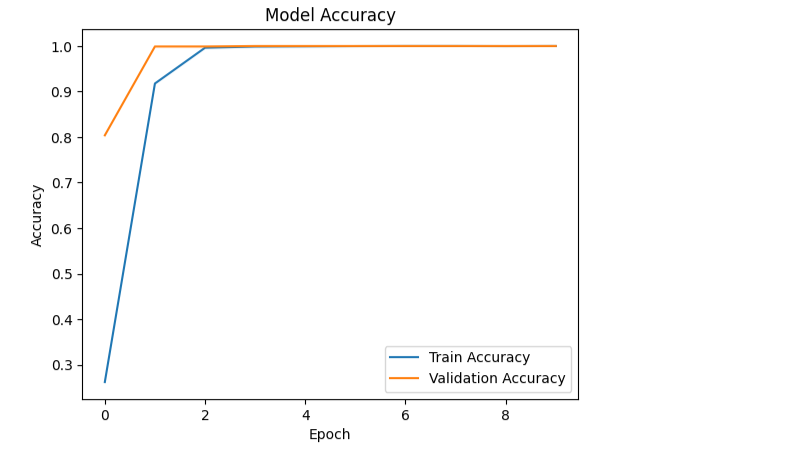 Model Accuracy
1.0
0.9
0.8
0.7
0.6
0.5
0.4
0.3
Accuracy
Train Accuracy
Validation Accuracy
0 2 4 6 8
Epoch